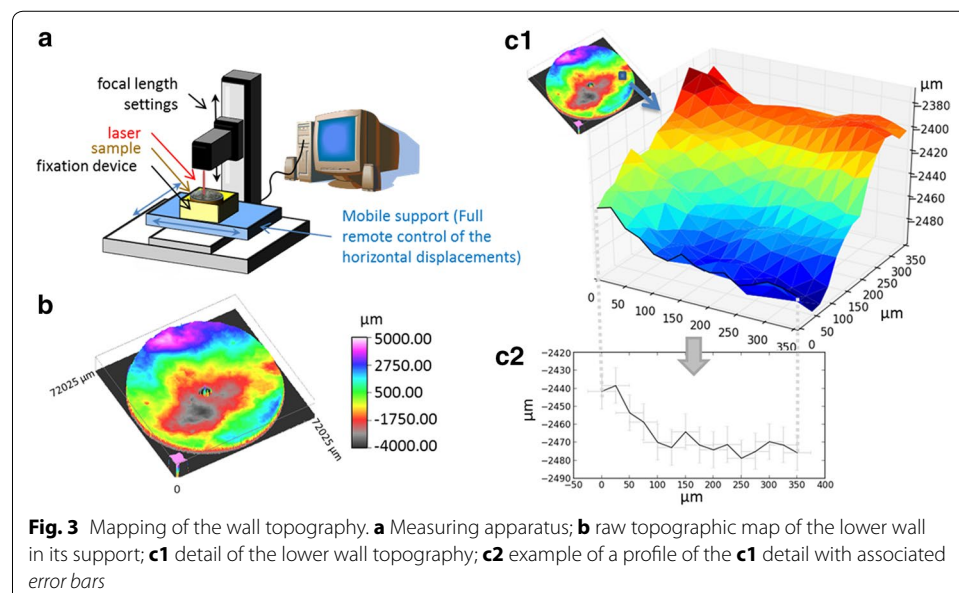 a
focal length
settings
laser
sample
fixation device
Mobile support (Full
remote control of the
horizontal displacements)
b
72025 µm
72025 µm
0
µm
5000.00
2750.00
500.00
-1750.00
-4000.00
c1
µm
−2380
−2400
−2420
−2440
−2460
−2480
0
50
100
150
200
250
300
350
0
50
100
150
200
250
300
350
µm
c2
−2420
−2430
−2440
−2450
−2460
−2470
−2480
−2490
µm
−50 0 50 100 150 200 250 300 350 400
µm
Fig. 3 Mapping of the wall topography. a Measuring apparatus; b raw topographic map of the lower wall
in its support; c1 detail of the lower wall topography; c2 example of a profile of the c1 detail with associated
error bars